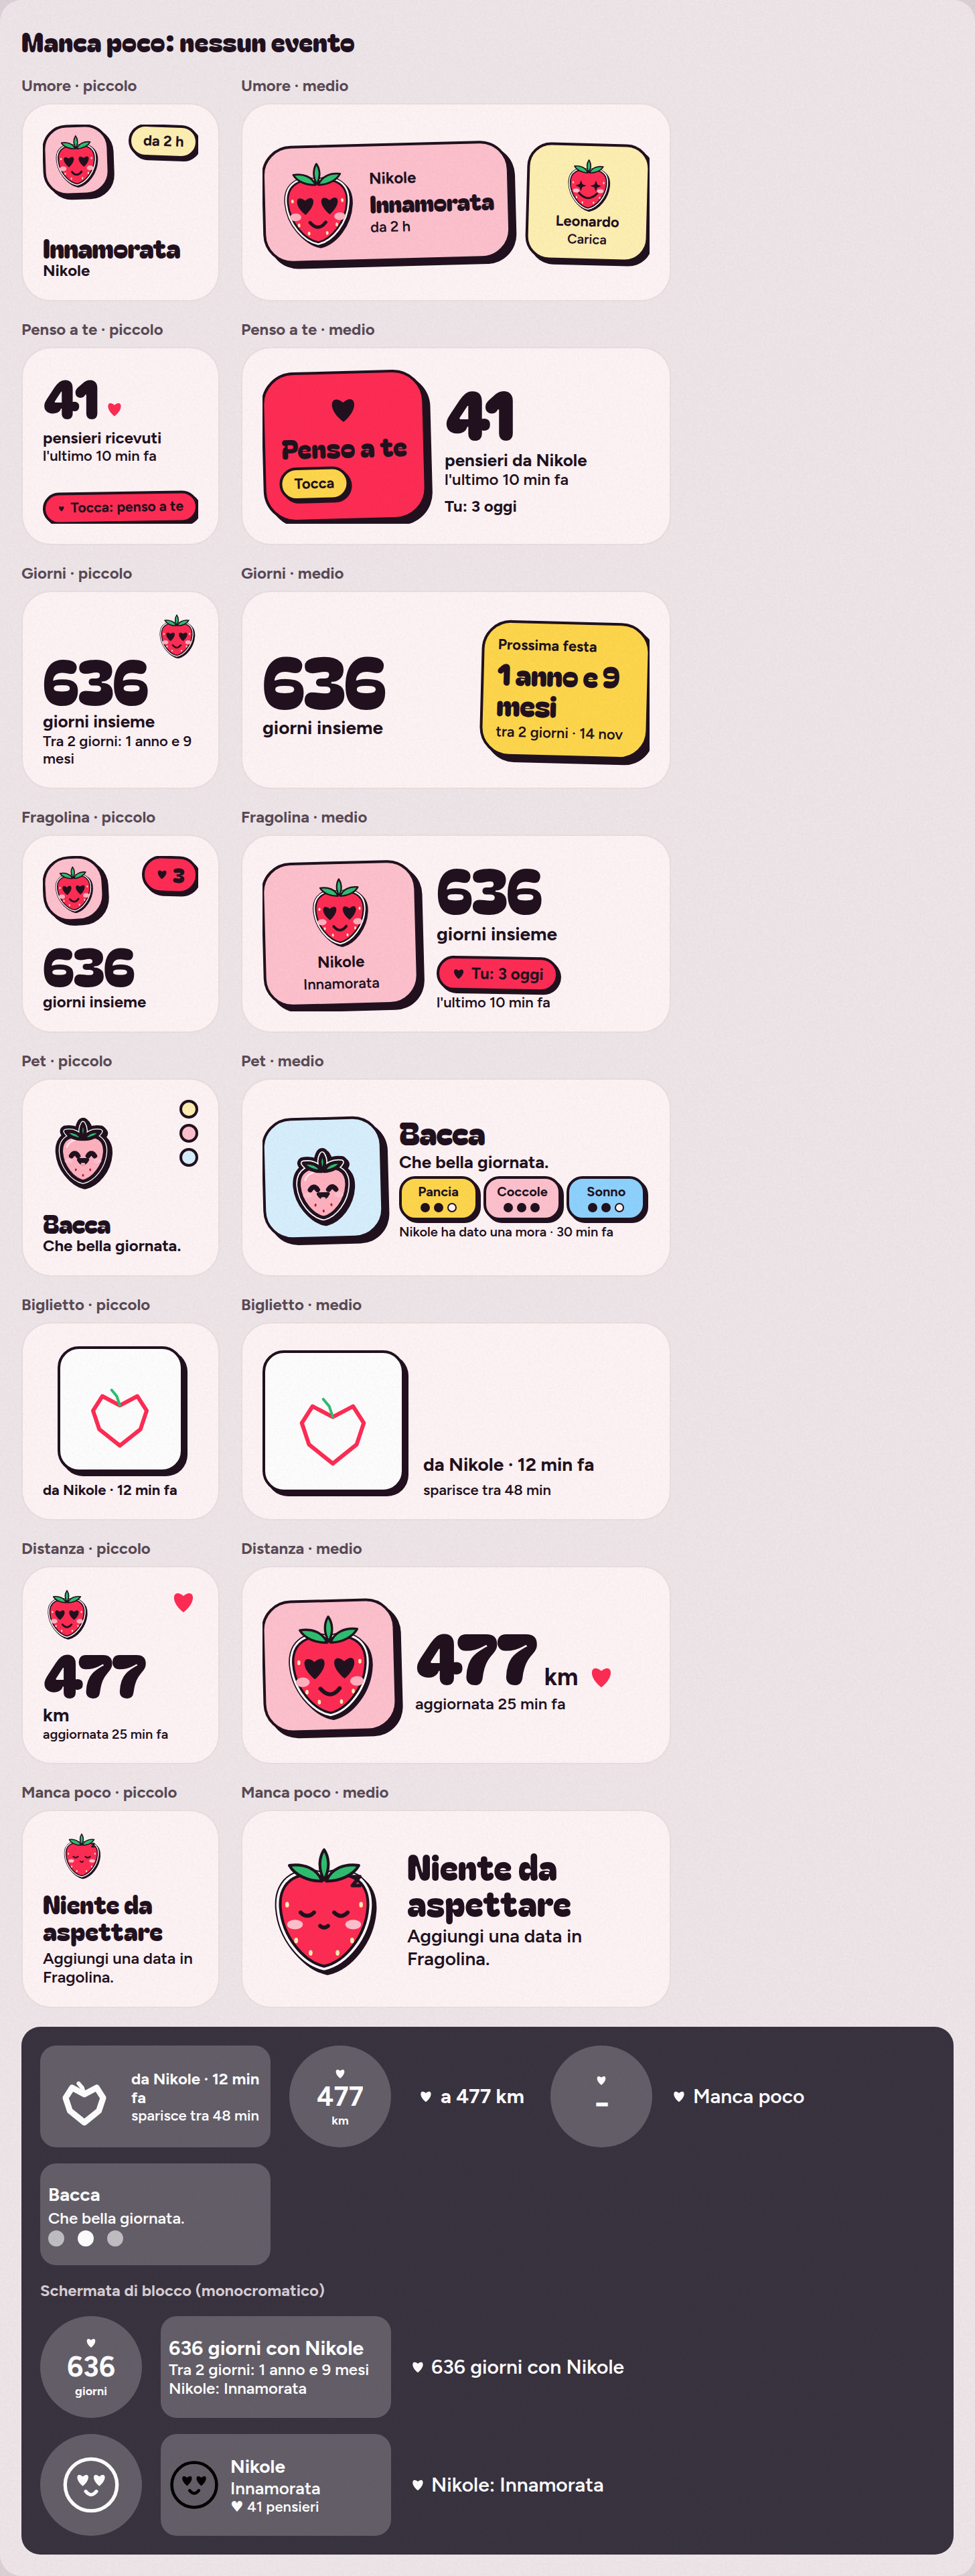 Manca poco: nessun evento
Umore · piccolo
Umore · medio
da 2 h
Innamorata
Nikole
Nikole
Innamorata
da 2 h
Leonardo
Carica
Penso a te · piccolo
Penso a te · medio
41
pensieri ricevuti
l'ultimo 10 min fa
Tocca: penso a te
Penso a te
Tocca
41
pensieri da Nikole
l'ultimo 10 min fa
Tu: 3 oggi
Giorni · piccolo
Giorni · medio
636
giorni insieme
Tra 2 giorni: 1 anno e 9
mesi
636
giorni insieme
Prossima festa
1 anno e 9
mesi
tra 2 giorni · 14 nov
Fragolina · piccolo
Fragolina · medio
3
636
giorni insieme
Nikole
Innamorata
636
giorni insieme
Tu: 3 oggi
l'ultimo 10 min fa
Pet · piccolo
Pet · medio
Bacca
Che bella giornata.
Bacca
Che bella giornata.
Pancia
Coccole
Sonno
Nikole ha dato una mora · 30 min fa
Biglietto · piccolo
Biglietto · medio
da Nikole · 12 min fa
da Nikole · 12 min fa
sparisce tra 48 min
Distanza · piccolo
Distanza · medio
477
km
aggiornata 25 min fa
477 km
aggiornata 25 min fa
Manca poco · piccolo
Manca poco · medio
Niente da
aspettare
Aggiungi una data in
Fragolina.
z
Niente da
aspettare
Aggiungi una data in
Fragolina.
da Nikole · 12 min
fa
sparisce tra 48 min
477
km
a 477 km
–
Manca poco
Bacca
Che bella giornata.
Schermata di blocco (monocromatico)
636
giorni
636 giorni con Nikole
Tra 2 giorni: 1 anno e 9 mesi
Nikole: Innamorata
636 giorni con Nikole
Nikole
Innamorata
♥ 41 pensieri
Nikole: Innamorata